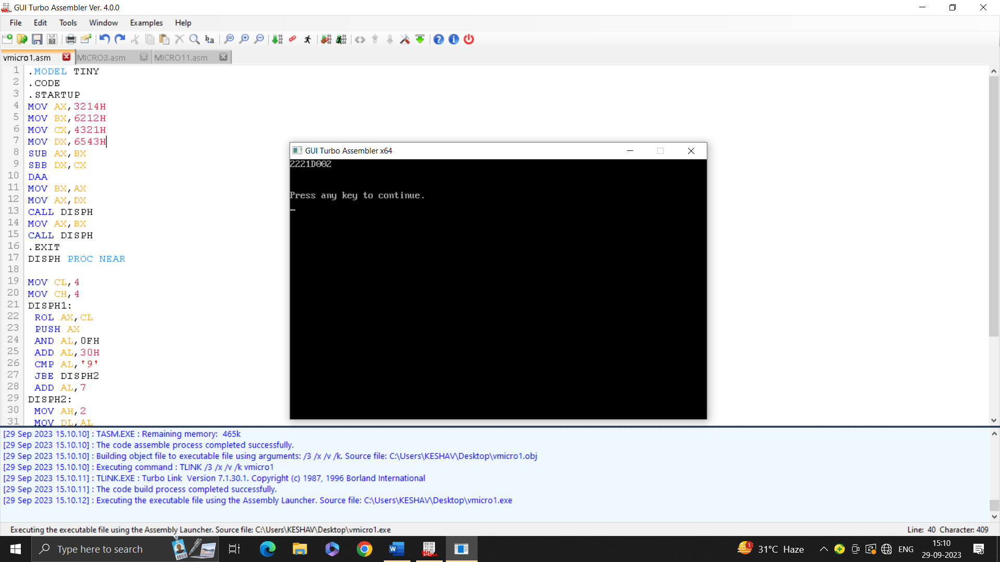 GUI Turbo Assembler Ver. 4.0.0
File Edit Tools Window Examples Help
vmicro1.asm MICRO3.asm MICRO11.asm
1 .MODEL TINY
2 .CODE
3 .STARTUP
4 MOV AX,3214H
5 MOV BX,6212H
6 MOV CX,4321H
7 MOV DX,6543H
8 SUB AX,BX
9 SBB DX,CX
10 DAA
11 MOV BX,AX
12 MOV AX,DX
13 CALL DISPH
14 MOV AX,BX
15 CALL DISPH
16 .EXIT
17 DISPH PROC NEAR
18
19 MOV CL,4
20 MOV CH,4
21 DISPH1:
22 ROL AX,CL
23 PUSH AX
24 AND AL,0FH
25 ADD AL,30H
26 CMP AL,'9'
27 JBE DISPH2
28 ADD AL,7
29 DISPH2:
30 MOV AH,2
31 MOV DL,AL
GUI Turbo Assembler x64
2221D002
Press any key to continue.
[29 Sep 2023 15.10.10] : TASM.EXE : Remaining memory: 465k
[29 Sep 2023 15.10.10] : The code assemble process completed successfully.
[29 Sep 2023 15.10.10] : Building object file to executable file using arguments: /3 /x /v /k. Source file: C:\Users\KESHAV\Desktop\vmicro1.obj
[29 Sep 2023 15.10.10] : Executing command : TLINK /3 /x /v /k vmicro1
[29 Sep 2023 15.10.11] : TLINK.EXE : Turbo Link Version 7.1.30.1. Copyright (c) 1987, 1996 Borland International
[29 Sep 2023 15.10.11] : The code build process completed successfully.
[29 Sep 2023 15.10.12] : Executing the executable file using the Assembly Launcher. Source file: C:\Users\KESHAV\Desktop\vmicro1.exe
Executing the executable file using the Assembly Launcher. Source file: C:\Users\KESHAV\Desktop\vmicro1.exe
Line: 40 Character: 409
Type here to search
31°C Haze
ENG
15:10
29-09-2023